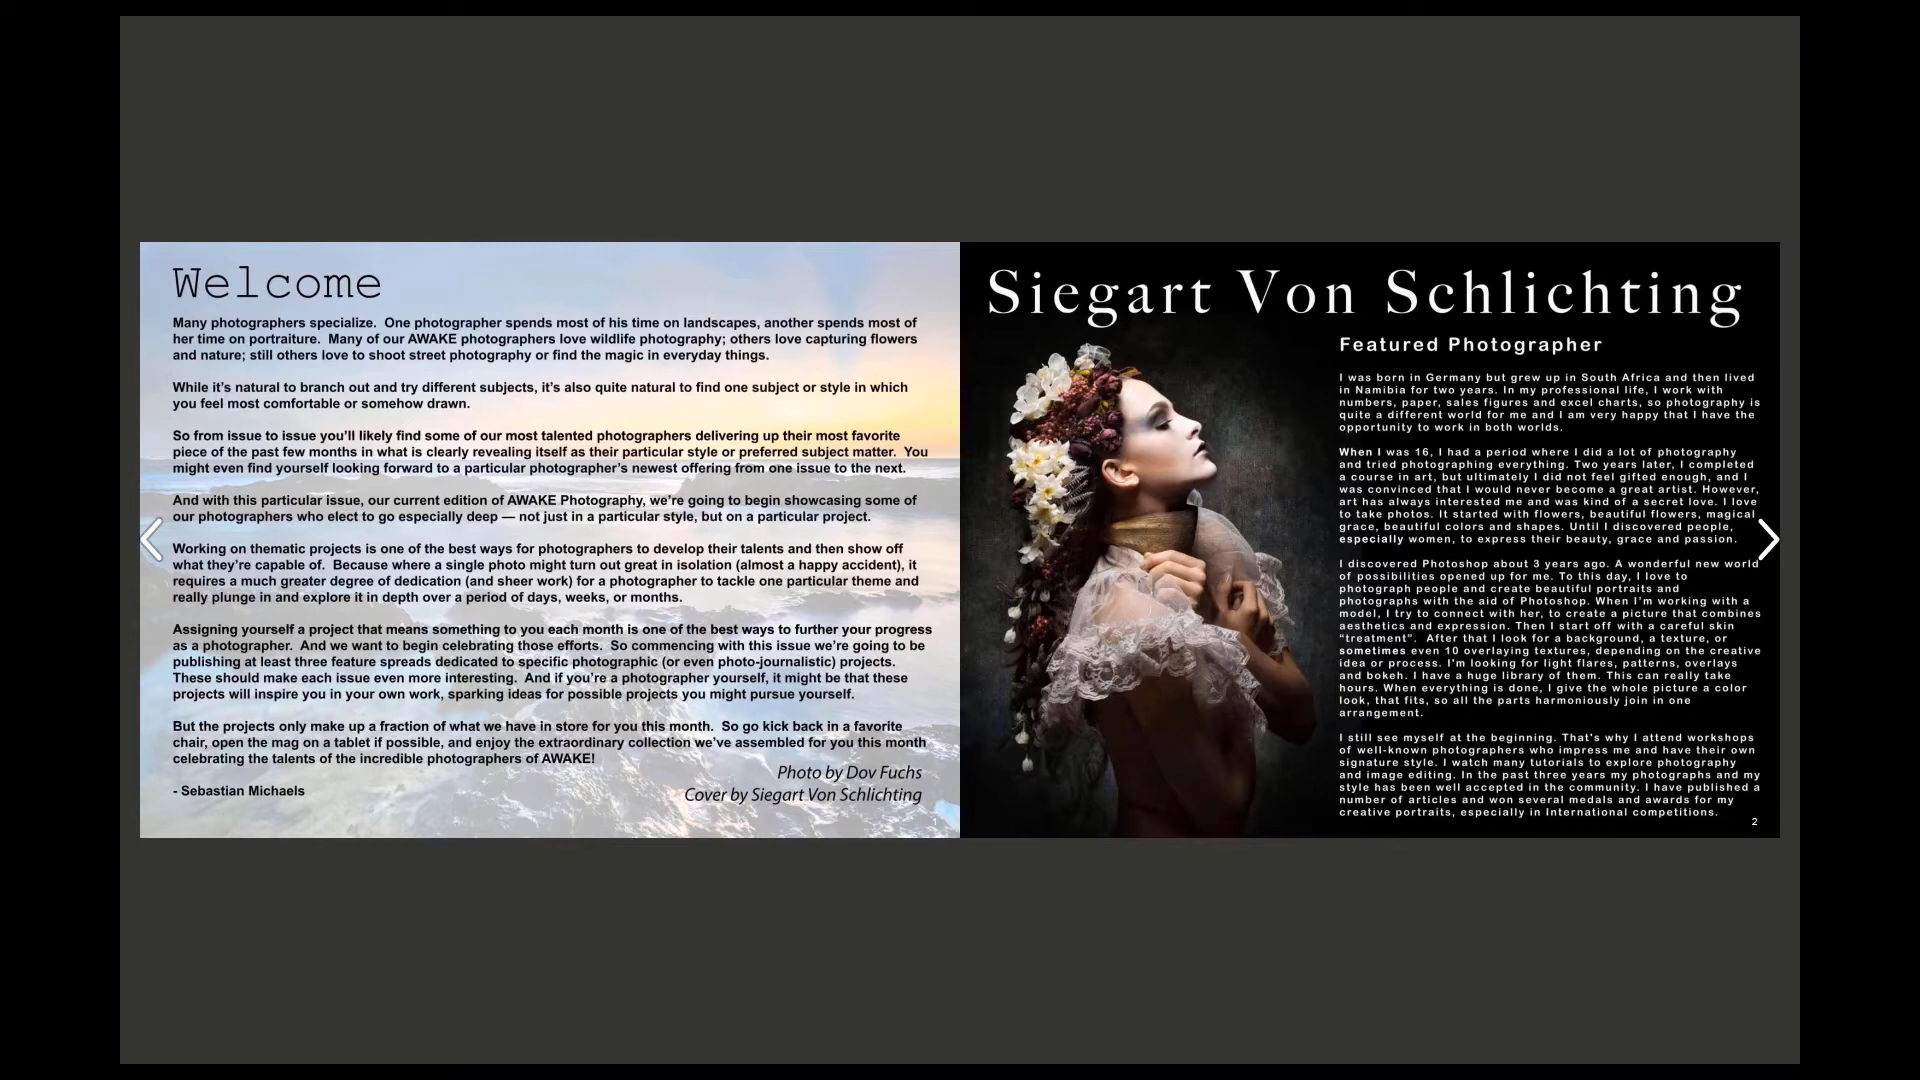 Welcome
Many photographers specialize.  One photographer spends most of his time on landscapes, another spends most of
her time on portraiture.  Many of our AWAKE photographers love wildlife photography; others love capturing flowers
and nature; still others love to shoot street photography or find the magic in everyday things.
While it’s natural to branch out and try different subjects, it’s also quite natural to find one subject or style in which
you feel most comfortable or somehow drawn.
So from issue to issue you’ll likely find some of our most talented photographers delivering up their most favorite
piece of the past few months in what is clearly revealing itself as their particular style or preferred subject matter.  You
might even find yourself looking forward to a particular photographer’s newest offering from one issue to the next.
And with this particular issue, our current edition of AWAKE Photography, we’re going to begin showcasing some of
our photographers who elect to go especially deep — not just in a particular style, but on a particular project.
Working on thematic projects is one of the best ways for photographers to develop their talents and then show off
what they’re capable of.  Because where a single photo might turn out great in isolation (almost a happy accident), it
requires a much greater degree of dedication (and sheer work) for a photographer to tackle one particular theme and
really plunge in and explore it in depth over a period of days, weeks, or months.
Assigning yourself a project that means something to you each month is one of the best ways to further your progress
as a photographer.  And we want to begin celebrating those efforts.  So commencing with this issue we’re going to be
publishing at least three feature spreads dedicated to specific photographic (or even photo-journalistic) projects.
These should make each issue even more interesting.  And if you’re a photographer yourself, it might be that these
projects will inspire you in your own work, sparking ideas for possible projects you might pursue yourself.
But the projects only make up a fraction of what we have in store for you this month.  So go kick back in a favorite
chair, open the mag on a tablet if possible, and enjoy the extraordinary collection we’ve assembled for you this month
celebrating the talents of the incredible photographers of AWAKE!
- Sebastian Michaels
Photo by Dov Fuchs
Cover by Siegart Von Schlichting
1
Siegart Von Schlichting
Featured Photographer
I was born in Germany but grew up in South Africa and then lived
in Namibia for two years. In my professional life, I work with
numbers, paper, sales figures and excel charts, so photography is
quite a different world for me and I am very happy that I have the
opportunity to work in both worlds.
When I was 16, I had a period where I did a lot of photography
and tried photographing everything. Two years later, I completed
a course in art, but ultimately I did not feel gifted enough, and I
was convinced that I would never become a great artist. However,
art has always interested me and was kind of a secret love. I love
to take photos. It started with flowers, beautiful flowers, magical
grace, beautiful colors and shapes. Until I discovered people,
especially women, to express their beauty, grace and passion.
I discovered Photoshop about 3 years ago. A wonderful new world
of possibilities opened up for me. To this day, I love to
photograph people and create beautiful portraits and
photographs with the aid of Photoshop. When I’m working with a
model, I try to connect with her, to create a picture that combines
aesthetics and expression. Then I start off with a careful skin
“treatment”.  After that I look for a background, a texture, or
sometimes even 10 overlaying textures, depending on the creative
idea or process. I'm looking for light flares, patterns, overlays
and bokeh. I have a huge library of them. This can really take
hours. When everything is done, I give the whole picture a color
look, that fits, so all the parts harmoniously join in one
arrangement.
I still see myself at the beginning. That's why I attend workshops
of well-known photographers who impress me and have their own
signature style. I watch many tutorials to explore photography
and image editing. In the past three years my photographs and my
style has been well accepted in the community. I have published a
number of articles and won several medals and awards for my
creative portraits, especially in International competitions.
2